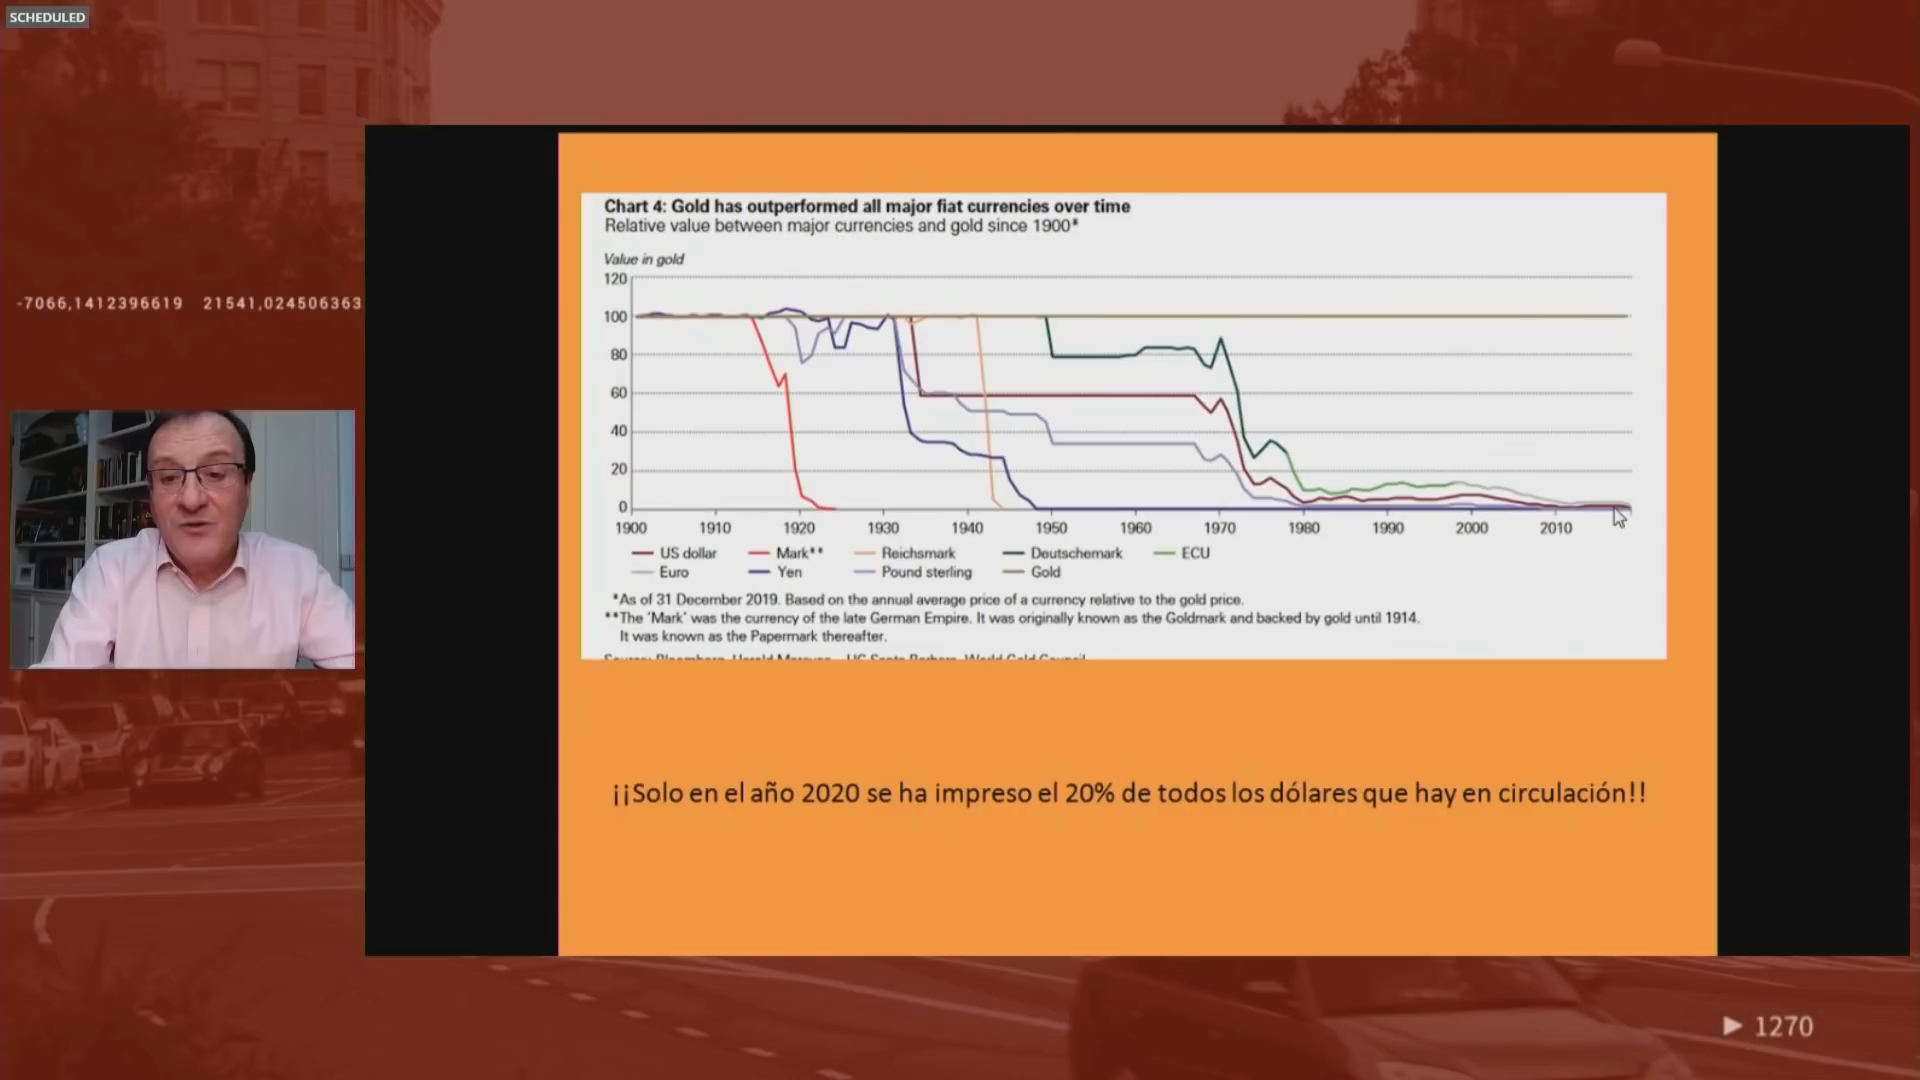 SCHEDULED
-7066,1412396619 21541,024506363
Chart 4: Gold has outperformed all major fiat currencies over time
Relative value between major currencies and gold since 1900*
Value in gold
120
100
80
60
40
20
0
1900 1910 1920 1930 1940 1950 1960 1970 1980 1990 2000 2010
US dollar Mark** Reichsmark Deutschemark ECU
Euro Yen Pound sterling Gold
*As of 31 December 2019. Based on the annual average price of a currency relative to the gold price.
**The 'Mark' was the currency of the late German Empire. It was originally known as the Goldmark and backed by gold until 1914.
It was known as the Papermark thereafter.
¡¡Solo en el año 2020 se ha impreso el 20% de todos los dólares que hay en circulación!!
1270